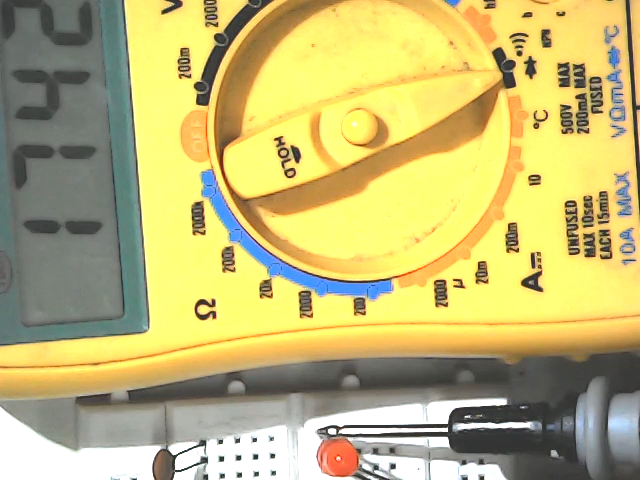 1742
200m
2000k
200k
20k
2000
200
Ω
HOLD
2000
µ
20m
200m
10
A
°C
500V MAX
200mA MAX
FUSED
VΩmA °C
UNFUSED
MAX 10sec
EACH 15min
10A MAX